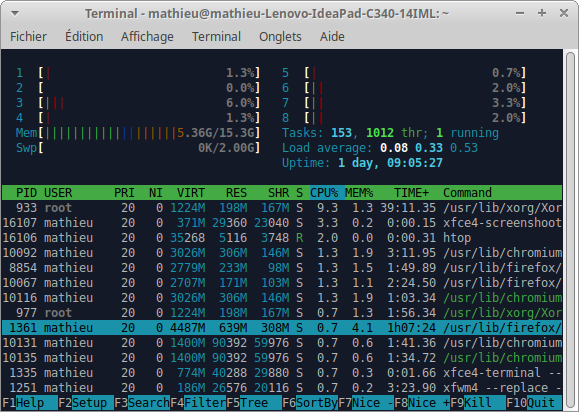 Terminal - mathieu@mathieu-Lenovo-IdeaPad-C340-14IML: ~
Fichier Édition Affichage Terminal Onglets Aide
1 [| 1.3%] 5 [| 0.7%]
2 [ 0.0%] 6 [|| 2.0%]
3 [||| 6.0%] 7 [|| 3.3%]
4 [| 1.3%] 8 [|| 2.0%]
Mem[||||||||||||||||||||5.36G/15.3G] Tasks: 153, 1012 thr; 1 running
Swp[ 0K/2.00G] Load average: 0.08 0.33 0.53
Uptime: 1 day, 09:05:27
PID USER PRI NI VIRT RES SHR S CPU% MEM% TIME+ Command
933 root 20 0 1224M 198M 167M S 9.3 1.3 39:11.35 /usr/lib/xorg/Xor
16107 mathieu 20 0 371M 29360 23040 S 3.3 0.2 0:00.15 xfce4-screenshoot
16106 mathieu 20 0 35268 5116 3748 R 2.0 0.0 0:00.31 htop
10092 mathieu 20 0 3026M 306M 146M S 1.3 1.9 3:11.95 /usr/lib/chromium
8854 mathieu 20 0 2779M 233M 98M S 1.3 1.5 1:49.89 /usr/lib/firefox/
10067 mathieu 20 0 2707M 171M 103M S 1.3 1.1 2:24.50 /usr/lib/chromium
10116 mathieu 20 0 3026M 306M 146M S 1.3 1.9 1:03.34 /usr/lib/chromium
977 root 20 0 1224M 198M 167M S 0.7 1.3 1:56.34 /usr/lib/xorg/Xor
1361 mathieu 20 0 4487M 639M 308M S 0.7 4.1 1h07:24 /usr/lib/firefox/
10131 mathieu 20 0 1400M 90392 59976 S 0.7 0.6 1:41.36 /usr/lib/chromium
10135 mathieu 20 0 1400M 90392 59976 S 0.7 0.6 1:34.72 /usr/lib/chromium
1335 mathieu 20 0 774M 40288 29880 S 0.7 0.3 0:01.66 xfce4-terminal --
1251 mathieu 20 0 186M 26576 20116 S 0.7 0.2 3:23.90 xfwm4 --replace -
F1Help F2Setup F3Search F4Filter F5Tree F6SortBy F7Nice - F8Nice + F9Kill F10Quit